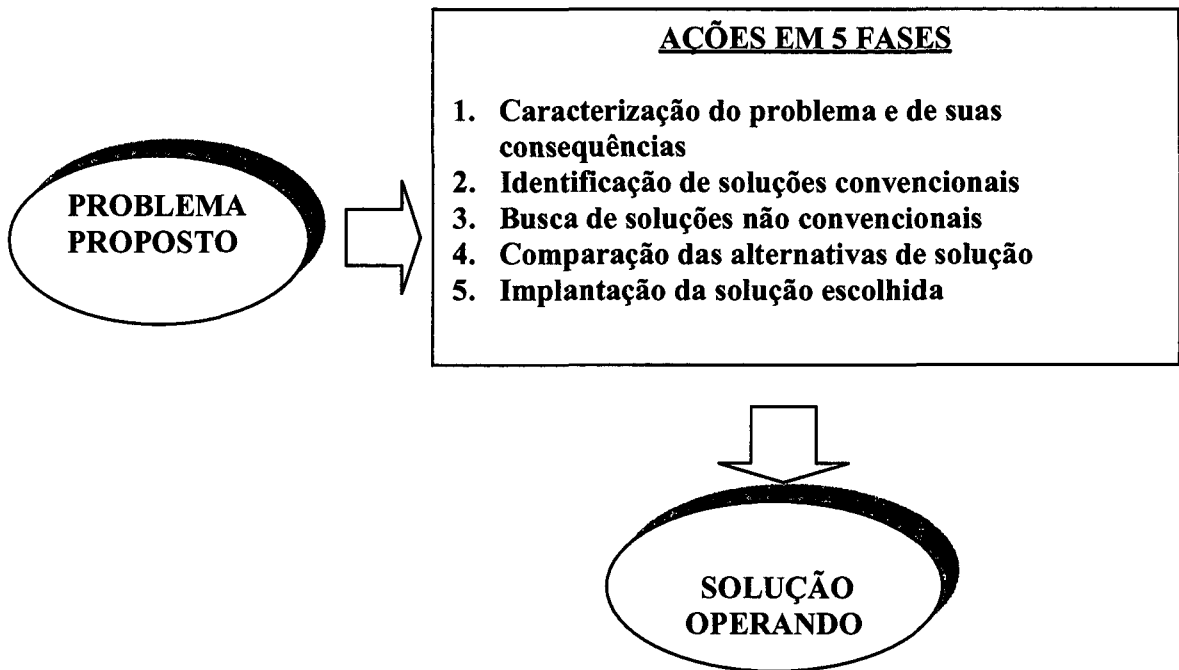 PROBLEMA
PROPOSTO
AÇÕES EM 5 FASES
1. Caracterização do problema e de suas
consequências
2. Identificação de soluções convencionais
3. Busca de soluções não convencionais
4. Comparação das alternativas de solução
5. Implantação da solução escolhida
SOLUÇÃO
OPERANDO